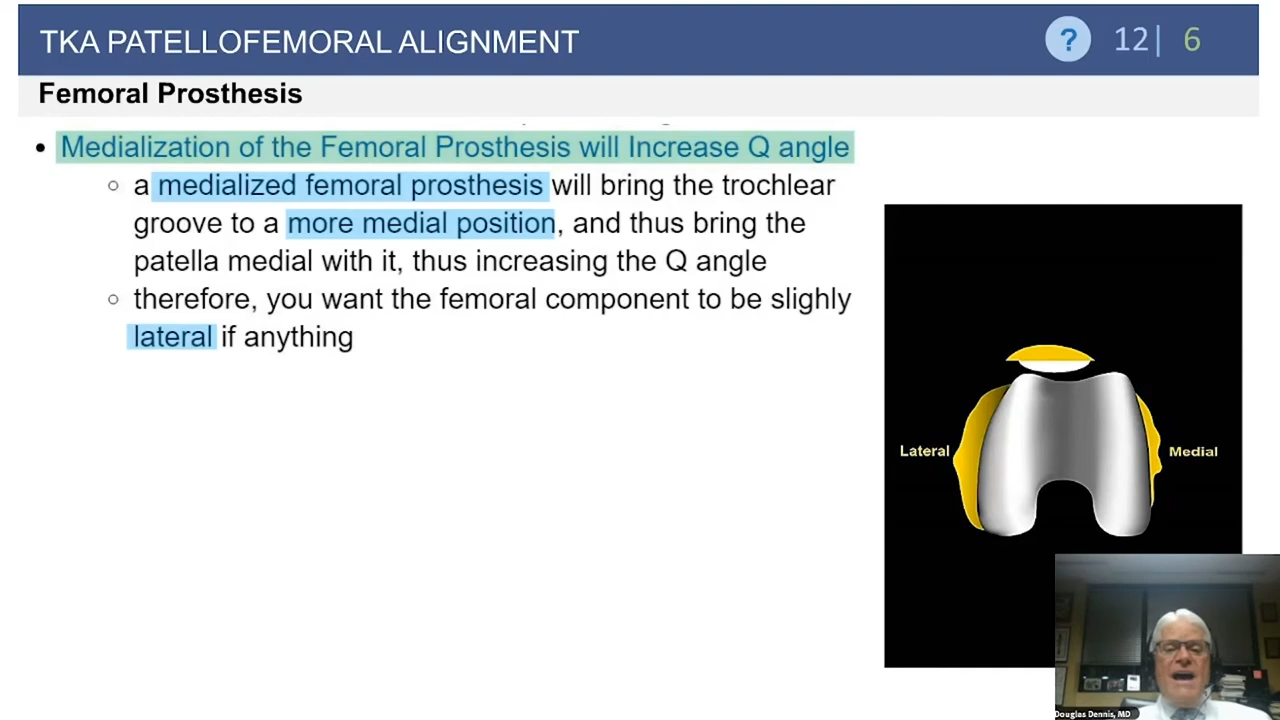 TKA PATELLOFEMORAL ALIGNMENT
? 12| 6
Femoral Prosthesis
• Medialization of the Femoral Prosthesis will Increase Q angle
○ a medialized femoral prosthesis will bring the trochlear
groove to a more medial position, and thus bring the
patella medial with it, thus increasing the Q angle
○ therefore, you want the femoral component to be slighly
lateral if anything
Lateral
Medial
Douglas Dennis, MD